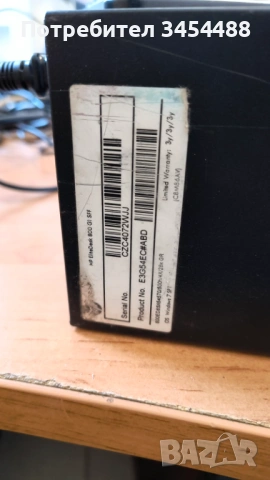 Потребител 3454488
HP EliteDesk 800 G1 SFF
Serial No.
CZC4072WJJ
Product No. E3G54EC#ABD
Limited Warranty: 3y/3y/3y
BAZAR